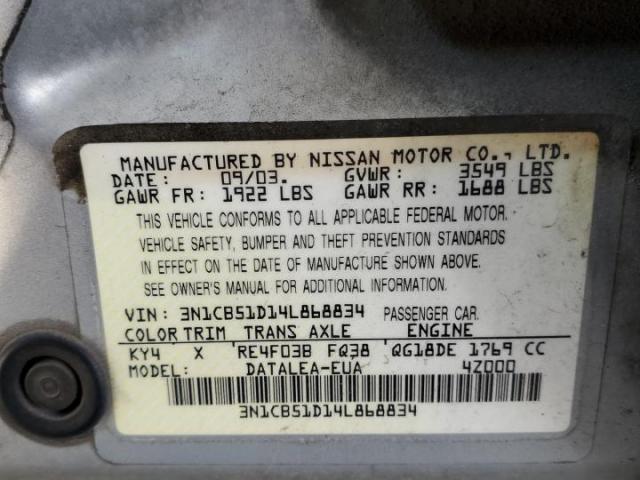 MANUFACTURED BY NISSAN MOTOR CO., LTD.
DATE: 09/03. GVWR: 3549 LBS
GAWR FR: 1922 LBS GAWR RR: 1688 LBS
THIS VEHICLE CONFORMS TO ALL APPLICABLE FEDERAL MOTOR.
VEHICLE SAFETY, BUMPER AND THEFT PREVENTION STANDARDS
IN EFFECT ON THE DATE OF MANUFACTURE SHOWN ABOVE.
SEE OWNER'S MANUAL FOR ADDITIONAL INFORMATION.
VIN: 3N1CB51D14L868834 PASSENGER CAR.
COLOR TRIM TRANS AXLE ENGINE
KY4 X RE4F03B FQ38 QG18DE 1769 CC
MODEL: DATALEA-EUA 4Z000
3N1CB51D14L868834